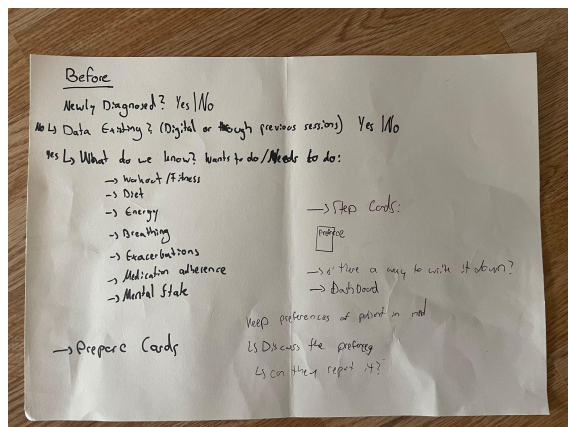 Before
Newly Diagnosed? Yes | No
No ↳ Data Existing? (Digital or through previous sessions) Yes | No
Yes ↳ What do we know? Wants to do / Needs to do:
→ Workout / Fitness
→ Diet
→ Energy
→ Breathing
→ Exacerbations
→ Medication adherence
→ Mental State
→ Prepare Cards
→ Step Cards:
→ is there a way to write it down?
→ Dashboard
Keep preferences of patient in mind
↳ Discuss the
↳ can they repeat it?